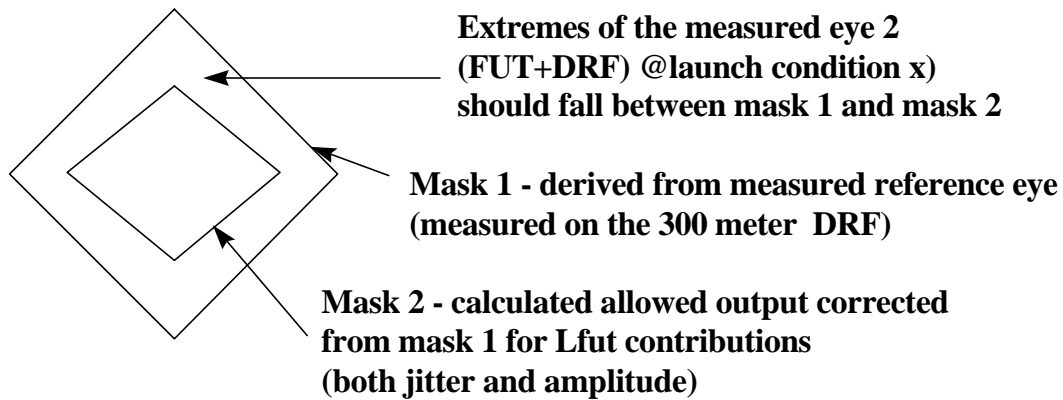 Extremes of the measured eye 2
(FUT+DRF) @launch condition x)
should fall between mask 1 and mask 2
Mask 1 - derived from measured reference eye
(measured on the 300 meter DRF)
Mask 2 - calculated allowed output corrected
from mask 1 for Lfut contributions
(both jitter and amplitude)